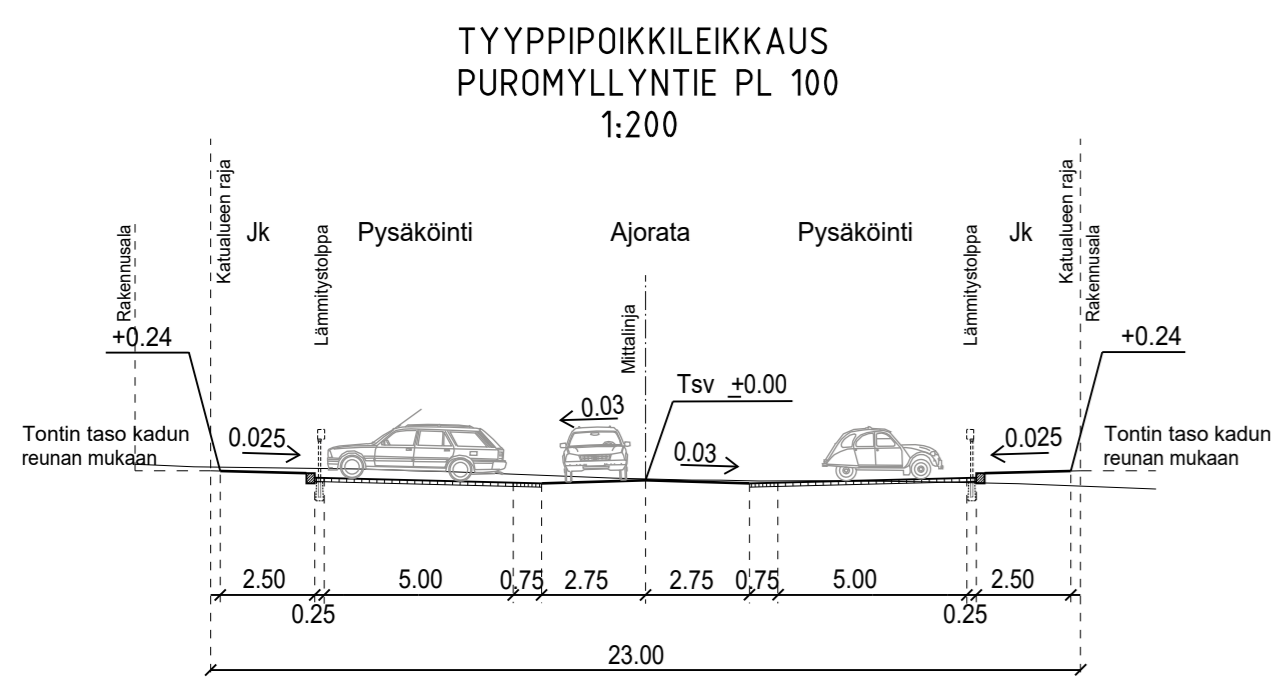 TYYPPIPOIKKILEIKKAUS
PUROMYLLYNTIE PL 100
1:200
Rakennusala
Katualueen raja
Jk
Lämmitystolppa
Pysäköinti
Ajorata
Mittalinja
Pysäköinti
Lämmitystolppa
Jk
Katualueen raja
Rakennusala
+0.24
+0.24
Tsv ±0.00
0.03
0.03
0.025
0.025
Tontin taso kadun
reunan mukaan
Tontin taso kadun
reunan mukaan
2.50
0.25
5.00
0.75
2.75
2.75
0.75
5.00
0.25
2.50
23.00